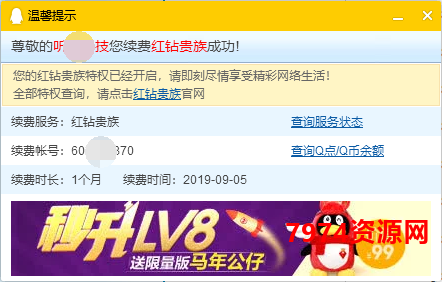 温馨提示
尊敬的听 技您续费红钻贵族成功！
您的红钻贵族特权已经开启，请即刻尽情享受精彩网络生活！
全部特权查询，请点击红钻贵族官网
续费服务：红钻贵族 查询服务状态
续费帐号：60 370 查询Q点/Q币余额
续费时长：1个月 续费时间：2019-09-05
秒升LV8
送限量版马年公仔
99
资源网